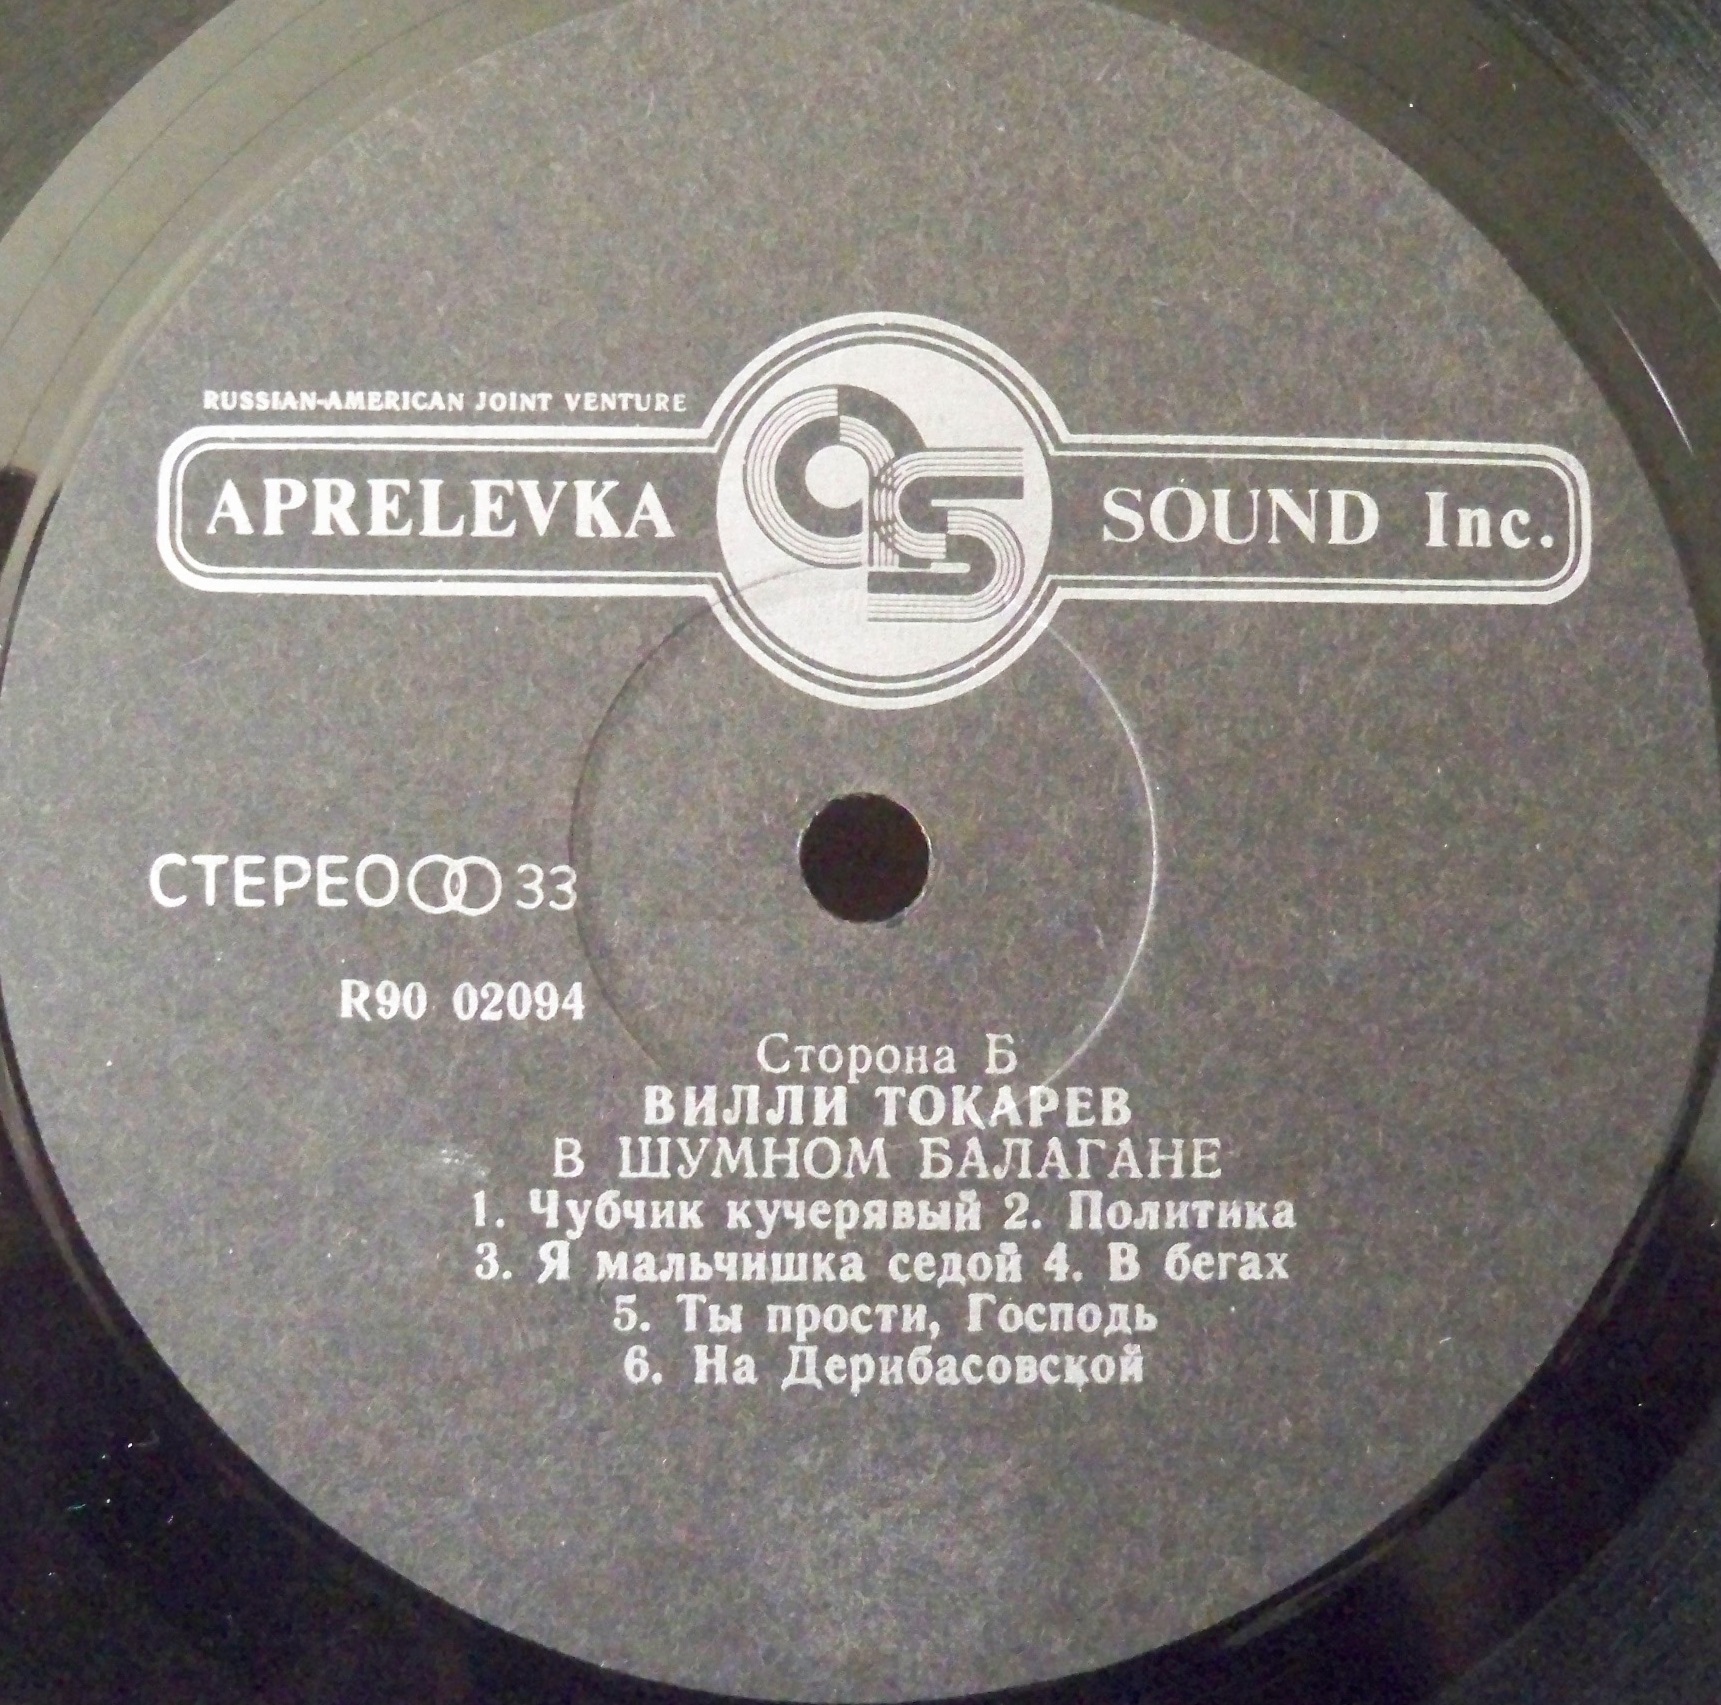 RUSSIAN-AMERICAN JOINT VENTURE
APRELEVKA SOUND Inc.
СТЕРЕО 33
R90 02094
Сторона Б
ВИЛЛИ ТОКАРЕВ
В ШУМНОМ БАЛАГАНЕ
1. Чубчик кучерявый 2. Политика
3. Я мальчишка седой 4. В бегах
5. Ты прости, Господь
6. На Дерибасовской